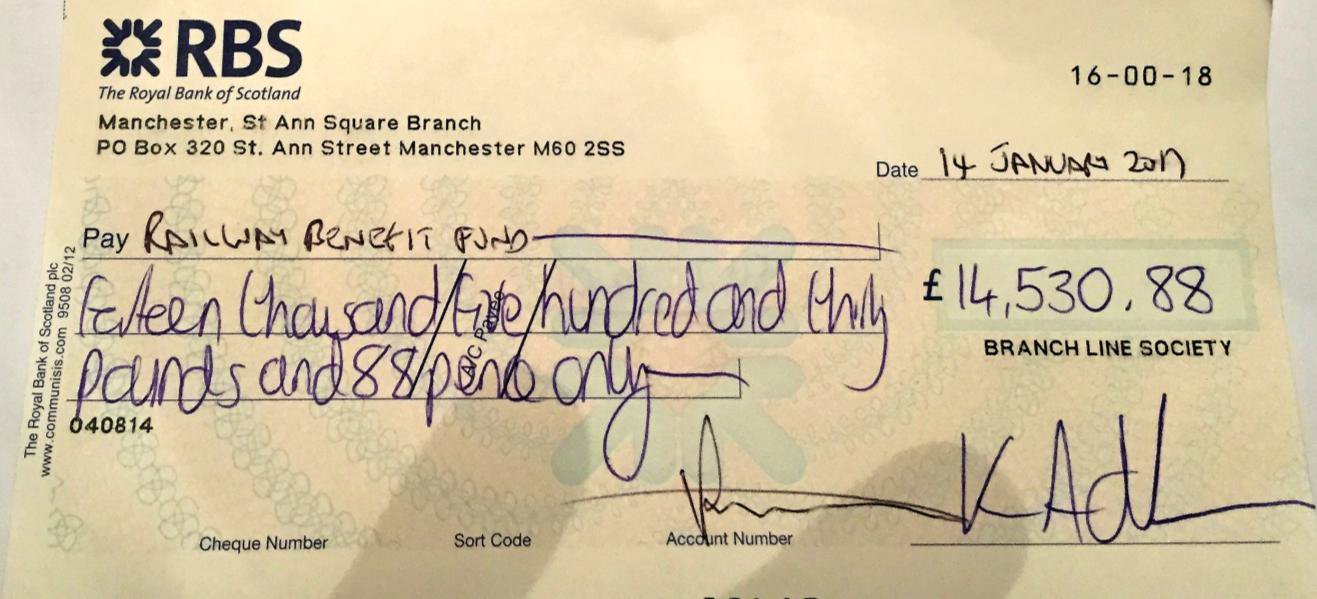 RBS
The Royal Bank of Scotland
16-00-18
Manchester, St Ann Square Branch
PO Box 320 St. Ann Street Manchester M60 2SS
Date 14 JANUARY 2017
Pay RAILWAY BENEFIT FUND
Fourteen thousand five hundred and thirty
pounds and 88 pence only
£14,530.88
A/C Payee
BRANCH LINE SOCIETY
040814
The Royal Bank of Scotland plc
www.communisis.com 9508 02/12
Cheque Number
Sort Code
Account Number